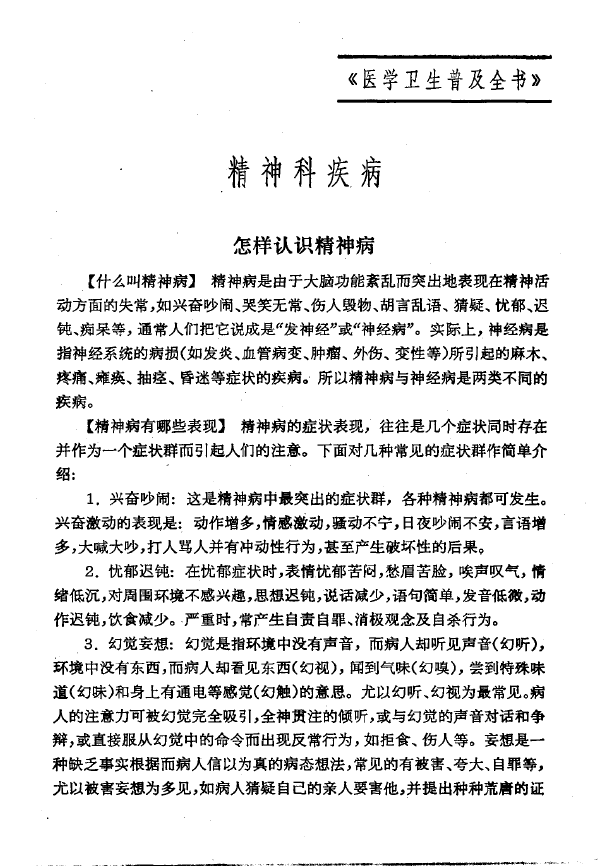 《医学卫生普及全书》
精神科疾病
怎样认识精神病
【什么叫精神病】 精神病是由于大脑功能紊乱而突出地表现在精神活
动方面的失常，如兴奋吵闹、哭笑无常、伤人毁物、胡言乱语、猜疑、忧郁、迟
钝、痴呆等，通常人们把它说成是“发神经”或“神经病”。实际上，神经病是
指神经系统的病损(如发炎、血管病变、肿瘤、外伤、变性等)所引起的麻木、
疼痛、瘫痪、抽痉、昏迷等症状的疾病。所以精神病与神经病是两类不同的
疾病。
【精神病有哪些表现】 精神病的症状表现，往往是几个症状同时存在
并作为一个症状群而引起人们的注意。下面对几种常见的症状群作简单介
绍：
1．兴奋吵闹：这是精神病中最突出的症状群，各种精神病都可发生。
兴奋激动的表现是：动作增多，情感激动，骚动不宁，日夜吵闹不安，言语增
多，大喊大吵，打人骂人并有冲动性行为，甚至产生破坏性的后果。
2．忧郁迟钝：在忧郁症状时，表情忧郁苦闷，愁眉苦脸，唉声叹气，情
绪低沉，对周围环境不感兴趣，思想迟钝，说话减少，语句简单，发音低微，动
作迟钝，饮食减少。严重时，常产生自责自罪、消极观念及自杀行为。
3．幻觉妄想：幻觉是指环境中没有声音，而病人却听见声音(幻听)，
环境中没有东西，而病人却看见东西(幻视)，闻到气味(幻嗅)，尝到特殊味
道(幻味)和身上有通电等感觉(幻触)的意思。尤以幻听、幻视为最常见。病
人的注意力可被幻觉完全吸引，全神贯注的倾听，或与幻觉的声音对话和争
辩，或直接服从幻觉中的命令而出现反常行为，如拒食、伤人等。妄想是一
种缺乏事实根据而病人信以为真的病态想法，常见的有被害、夸大、自罪等，
尤以被害妄想为多见，如病人猜疑自己的亲人要害他，并提出种种荒唐的证